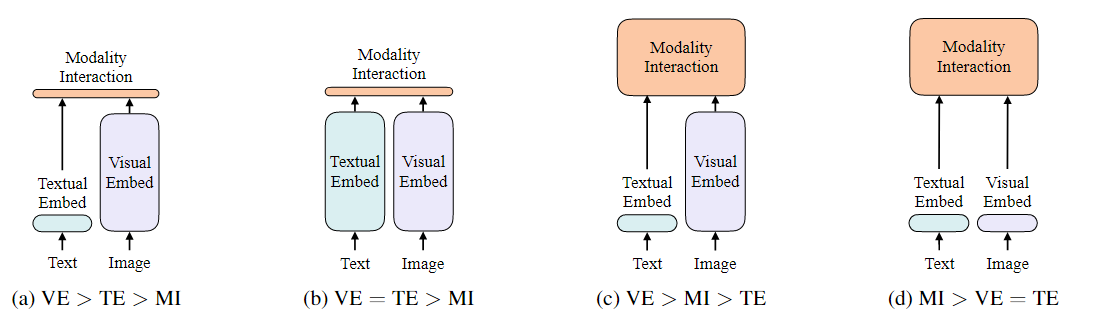 Modality
Interaction
Textual
Embed
Visual
Embed
Text
Image
(a) VE > TE > MI
Modality
Interaction
Textual
Embed
Visual
Embed
Text
Image
(b) VE = TE > MI
Modality
Interaction
Textual
Embed
Visual
Embed
Text
Image
(c) VE > MI > TE
Modality
Interaction
Textual
Embed
Visual
Embed
Text
Image
(d) MI > VE = TE